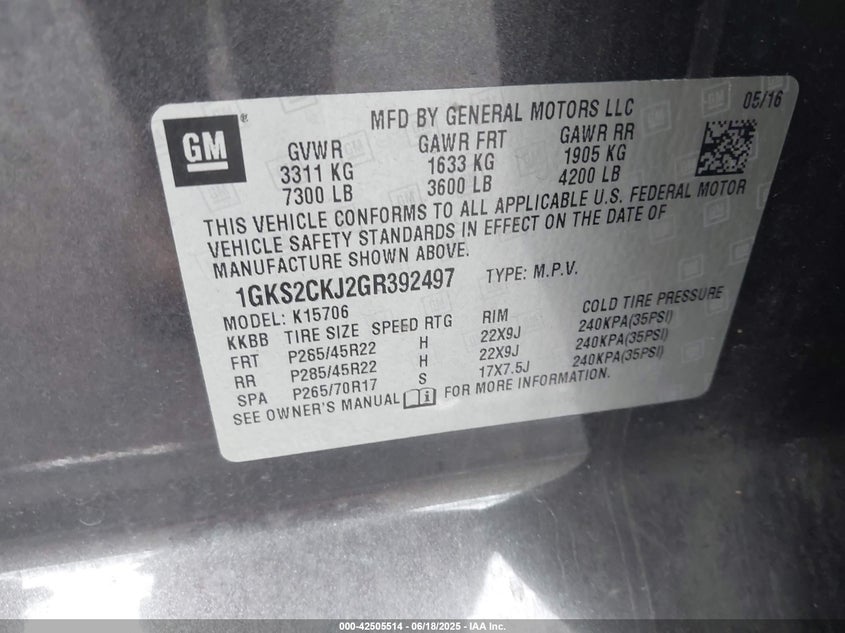 MFD BY GENERAL MOTORS LLC 05/16
GM ®
GVWR GAWR FRT GAWR RR
3311 KG 1633 KG 1905 KG
7300 LB 3600 LB 4200 LB
THIS VEHICLE CONFORMS TO ALL APPLICABLE U.S. FEDERAL MOTOR
VEHICLE SAFETY STANDARDS IN EFFECT ON THE DATE OF
MANUFACTURE SHOWN ABOVE.
1GKS2CKJ2GR392497 TYPE: M.P.V.
MODEL: K15706
KKBB TIRE SIZE SPEED RTG RIM COLD TIRE PRESSURE
FRT P265/45R22 H 22X9J 240KPA(35PSI)
RR P285/45R22 H 22X9J 240KPA(35PSI)
SPA P265/70R17 S 17X7.5J 240KPA(35PSI)
SEE OWNER'S MANUAL i FOR MORE INFORMATION.
000-42505514 - 06/18/2025 - IAA Inc.